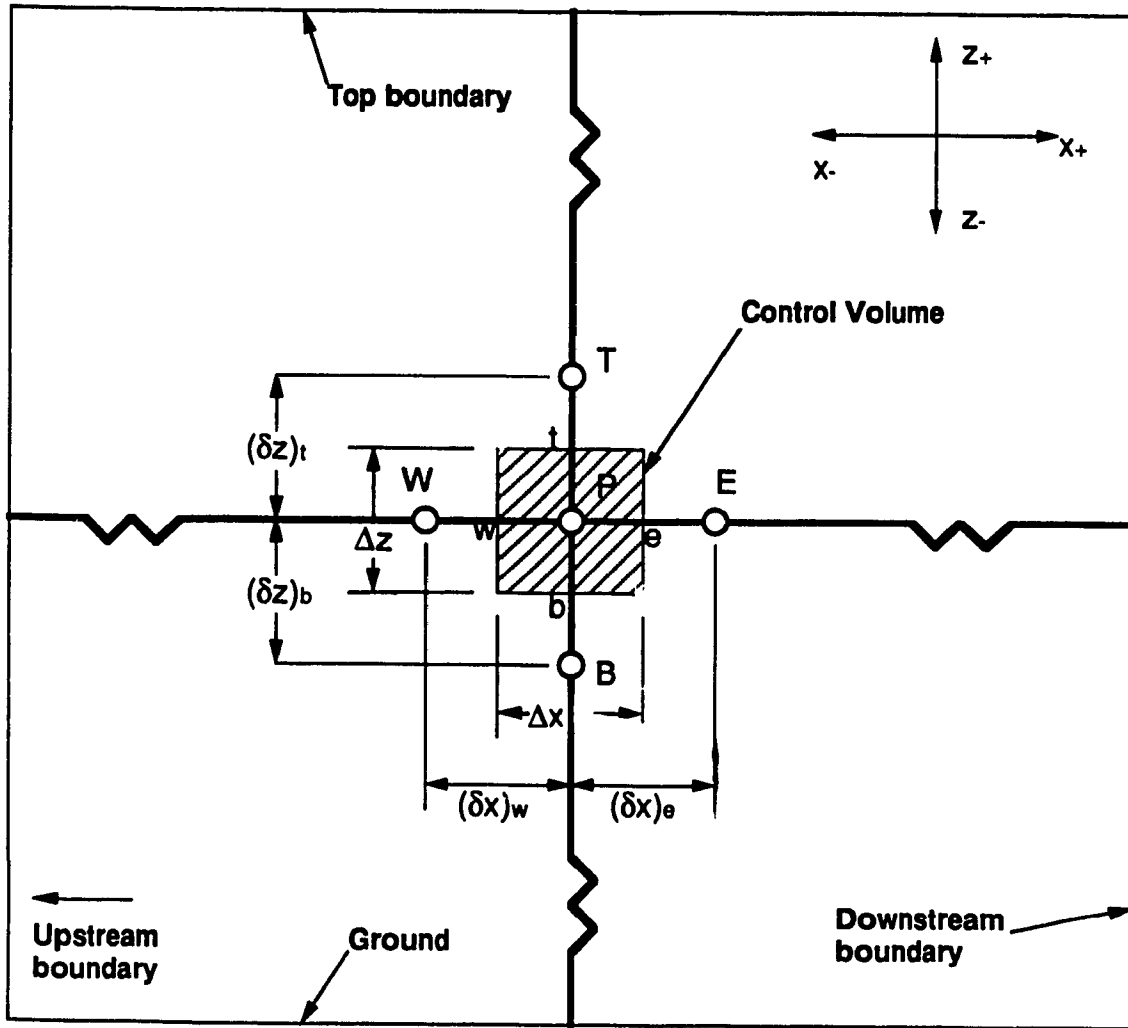 Top boundary
Z+
X-
X+
Z-
Control Volume
T
(δz)t
t
W
P
E
w
Δz
e
(δz)b
b
B
Δx
(δx)w
(δx)e
Upstream
boundary
Ground
Downstream
boundary